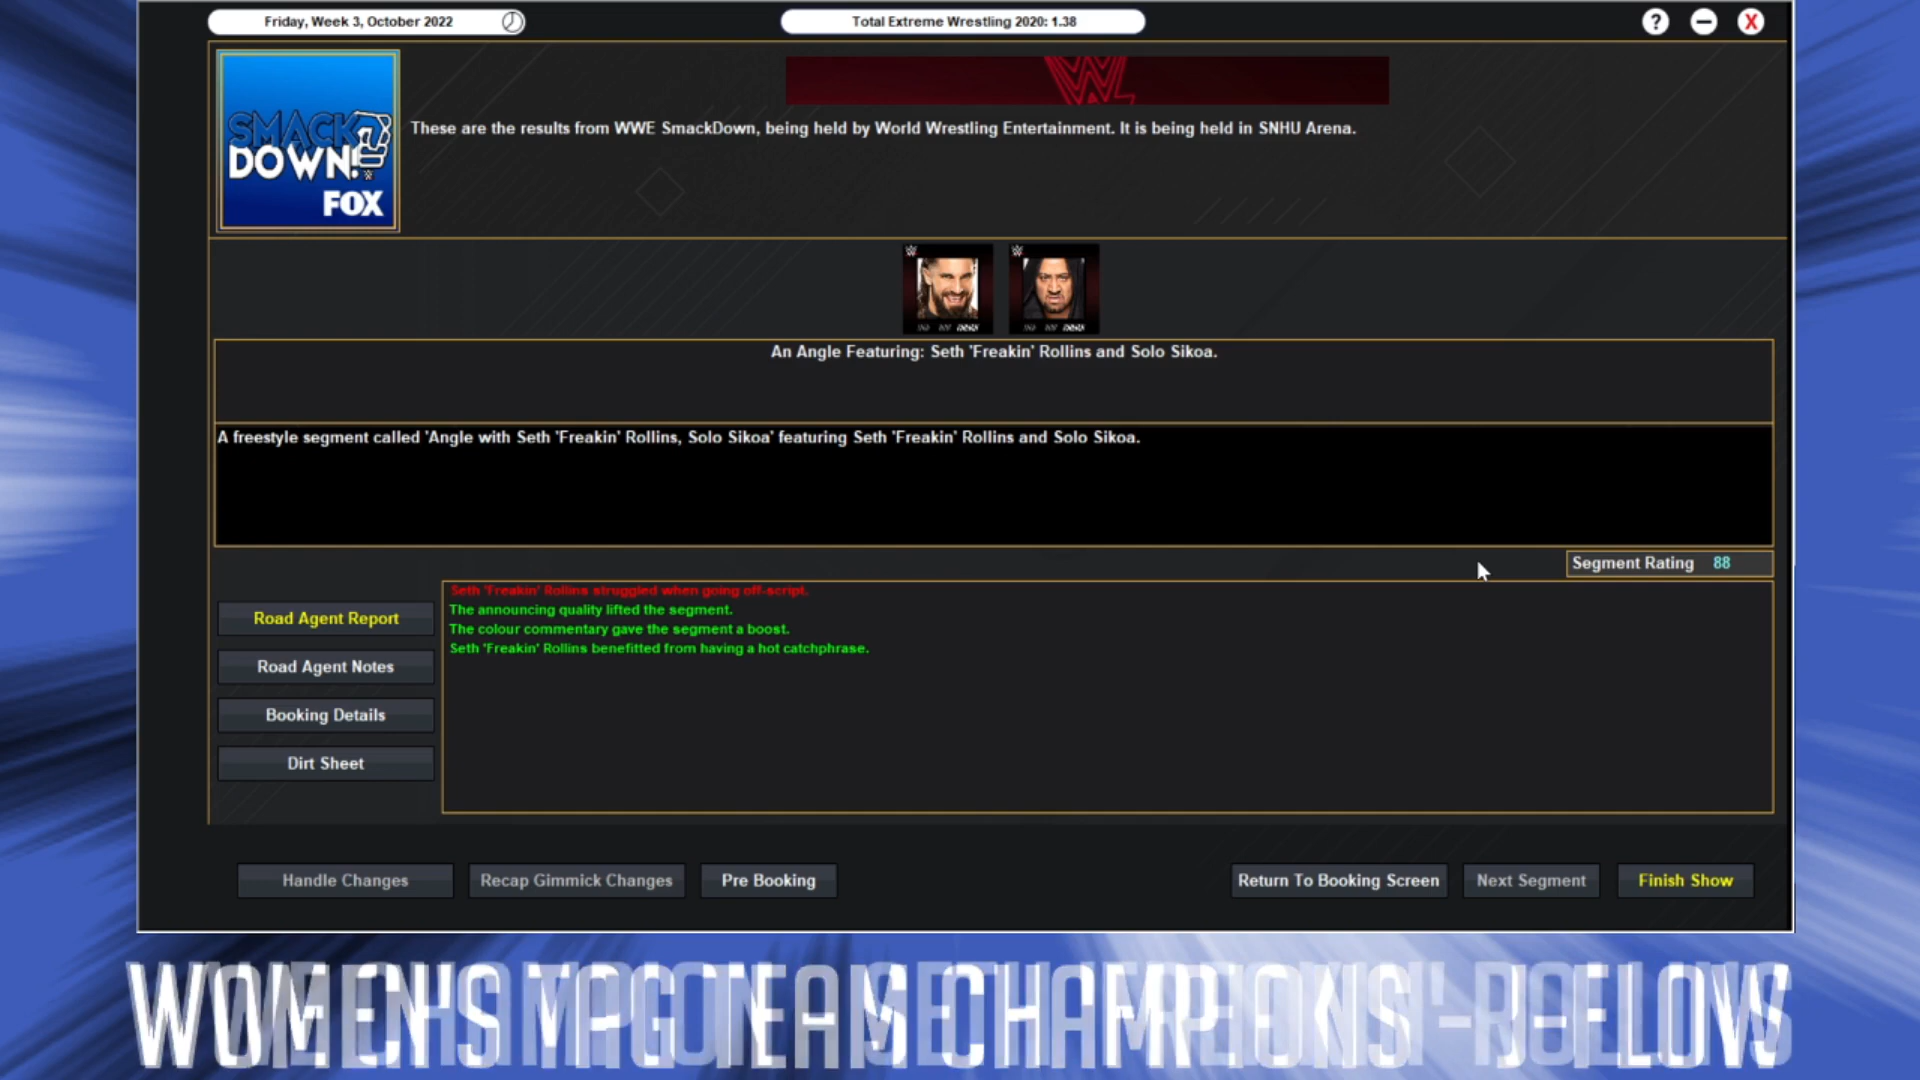 Friday, Week 3, October 2022
Total Extreme Wrestling 2020: 1.38
?
X
SMACK
DOWN!
FOX
These are the results from WWE SmackDown, being held by World Wrestling Entertainment. It is being held in SNHU Arena.
An Angle Featuring: Seth 'Freakin' Rollins and Solo Sikoa.
A freestyle segment called 'Angle with Seth 'Freakin' Rollins, Solo Sikoa' featuring Seth 'Freakin' Rollins and Solo Sikoa.
Segment Rating 88
Seth 'Freakin' Rollins struggled when going off-script.
The announcing quality lifted the segment.
The colour commentary gave the segment a boost.
Seth 'Freakin' Rollins benefitted from having a hot catchphrase.
Road Agent Report
Road Agent Notes
Booking Details
Dirt Sheet
Handle Changes
Recap Gimmick Changes
Pre Booking
Return To Booking Screen
Next Segment
Finish Show
WOMEN'S TEAM CHAMPIONS -